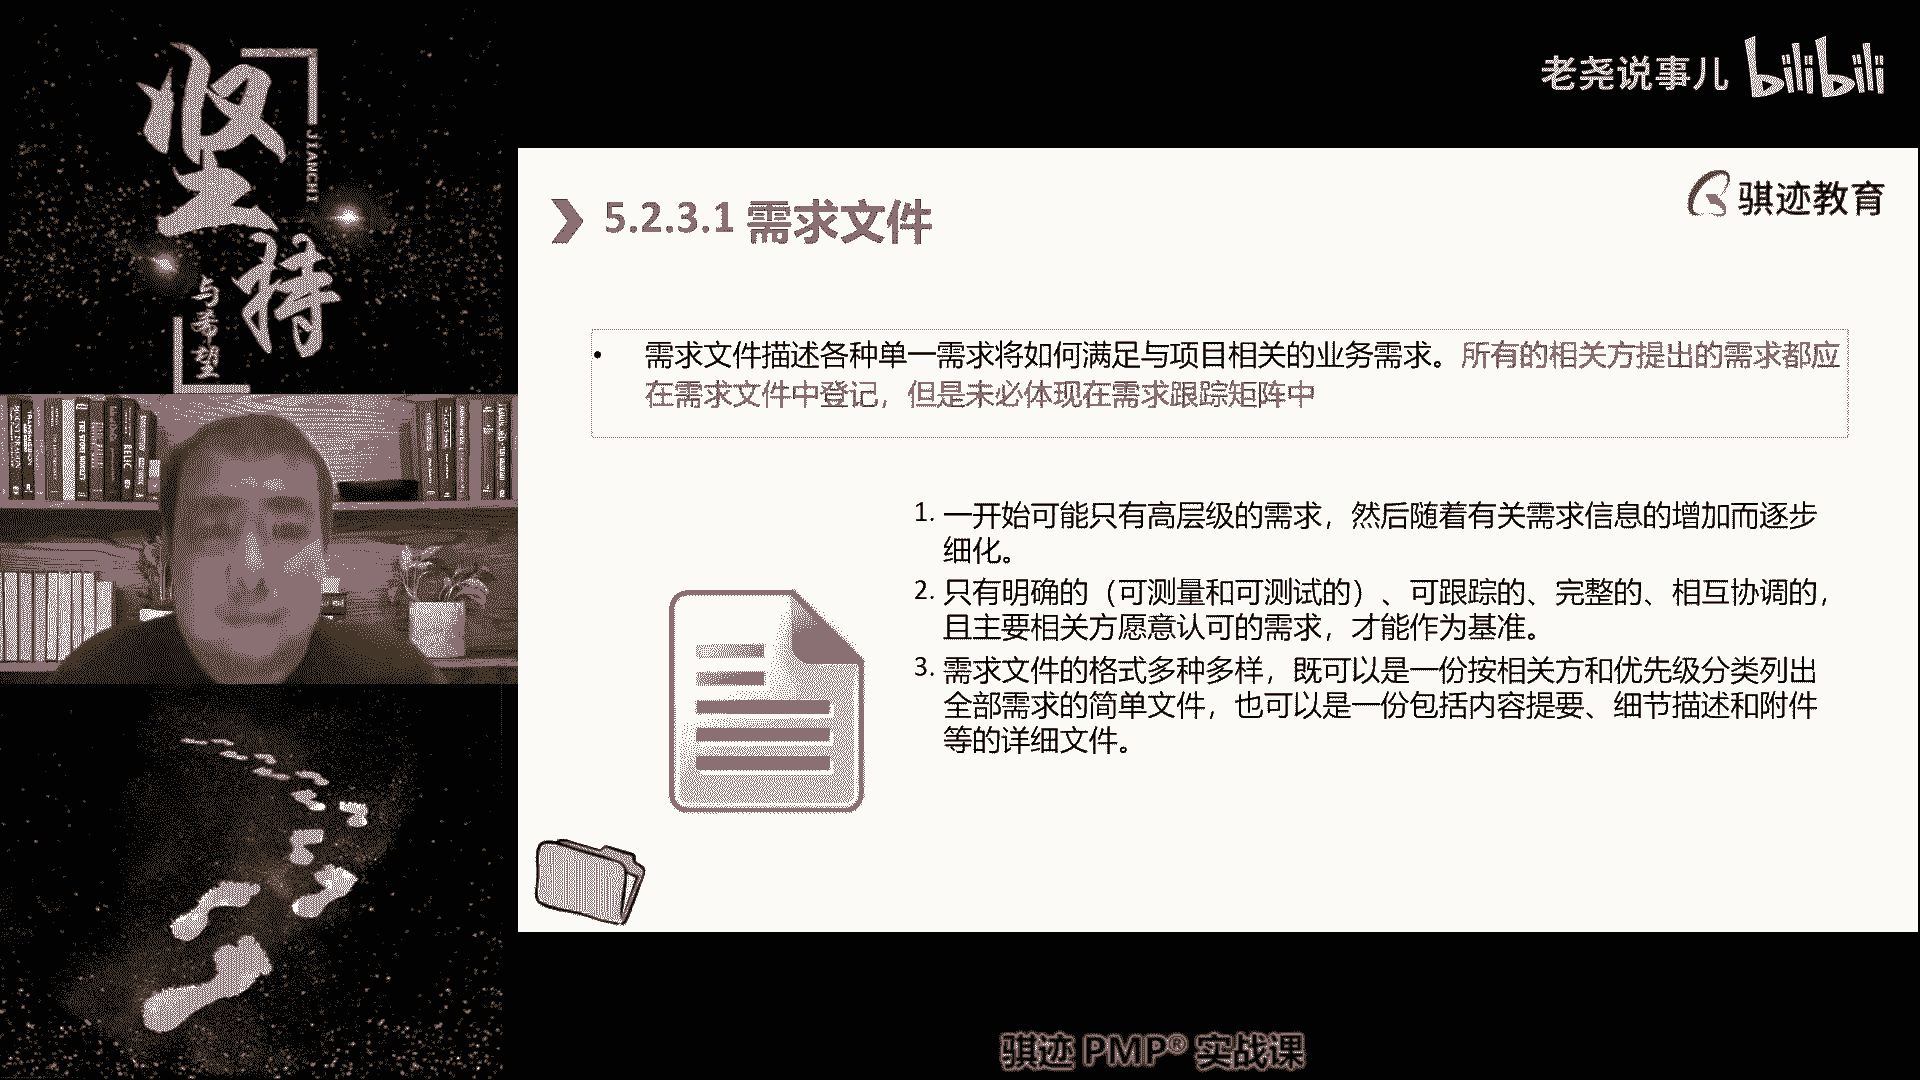 坚持
JIANCHI
与希望
老尧说事儿 bilibili
骐迹教育
5.2.3.1 需求文件
• 需求文件描述各种单一需求将如何满足与项目相关的业务需求。所有的相关方提出的需求都应
在需求文件中登记，但是未必体现在需求跟踪矩阵中
1. 一开始可能只有高层级的需求，然后随着有关需求信息的增加而逐步
细化。
2. 只有明确的（可测量和可测试的）、可跟踪的、完整的、相互协调的，
且主要相关方愿意认可的需求，才能作为基准。
3. 需求文件的格式多种多样，既可以是一份按相关方和优先级分类列出
全部需求的简单文件，也可以是一份包括内容提要、细节描述和附件
等的详细文件。
骐迹 PMP® 实战课